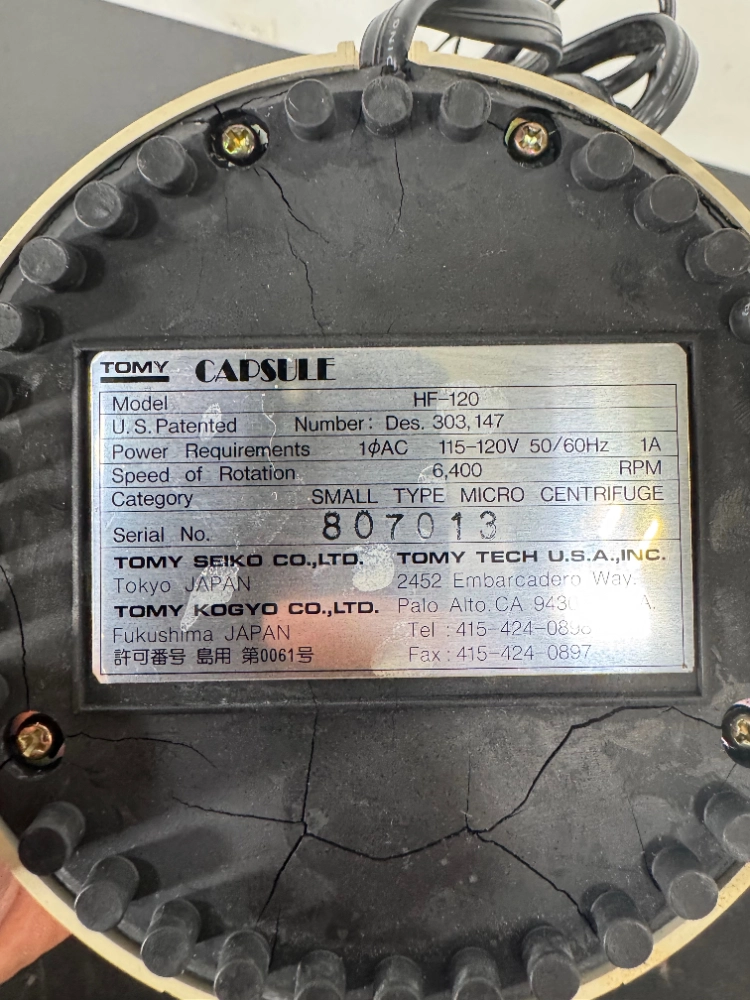 TOMY CAPSULE
Model HF-120
U.S.Patented Number: Des. 303,147
Power Requirements 1ϕAC 115-120V 50/60Hz 1A
Speed of Rotation 6,400 RPM
Category SMALL TYPE MICRO CENTRIFUGE
Serial No. 807013
TOMY SEIKO CO.,LTD. TOMY TECH U.S.A.,INC.
Tokyo JAPAN 2452 Embarcadero Way.
TOMY KOGYO CO.,LTD. Palo Alto,CA
Fukushima JAPAN Tel : 415-424-0898
許可番号 島用 第0061号 Fax : 415-424-0897